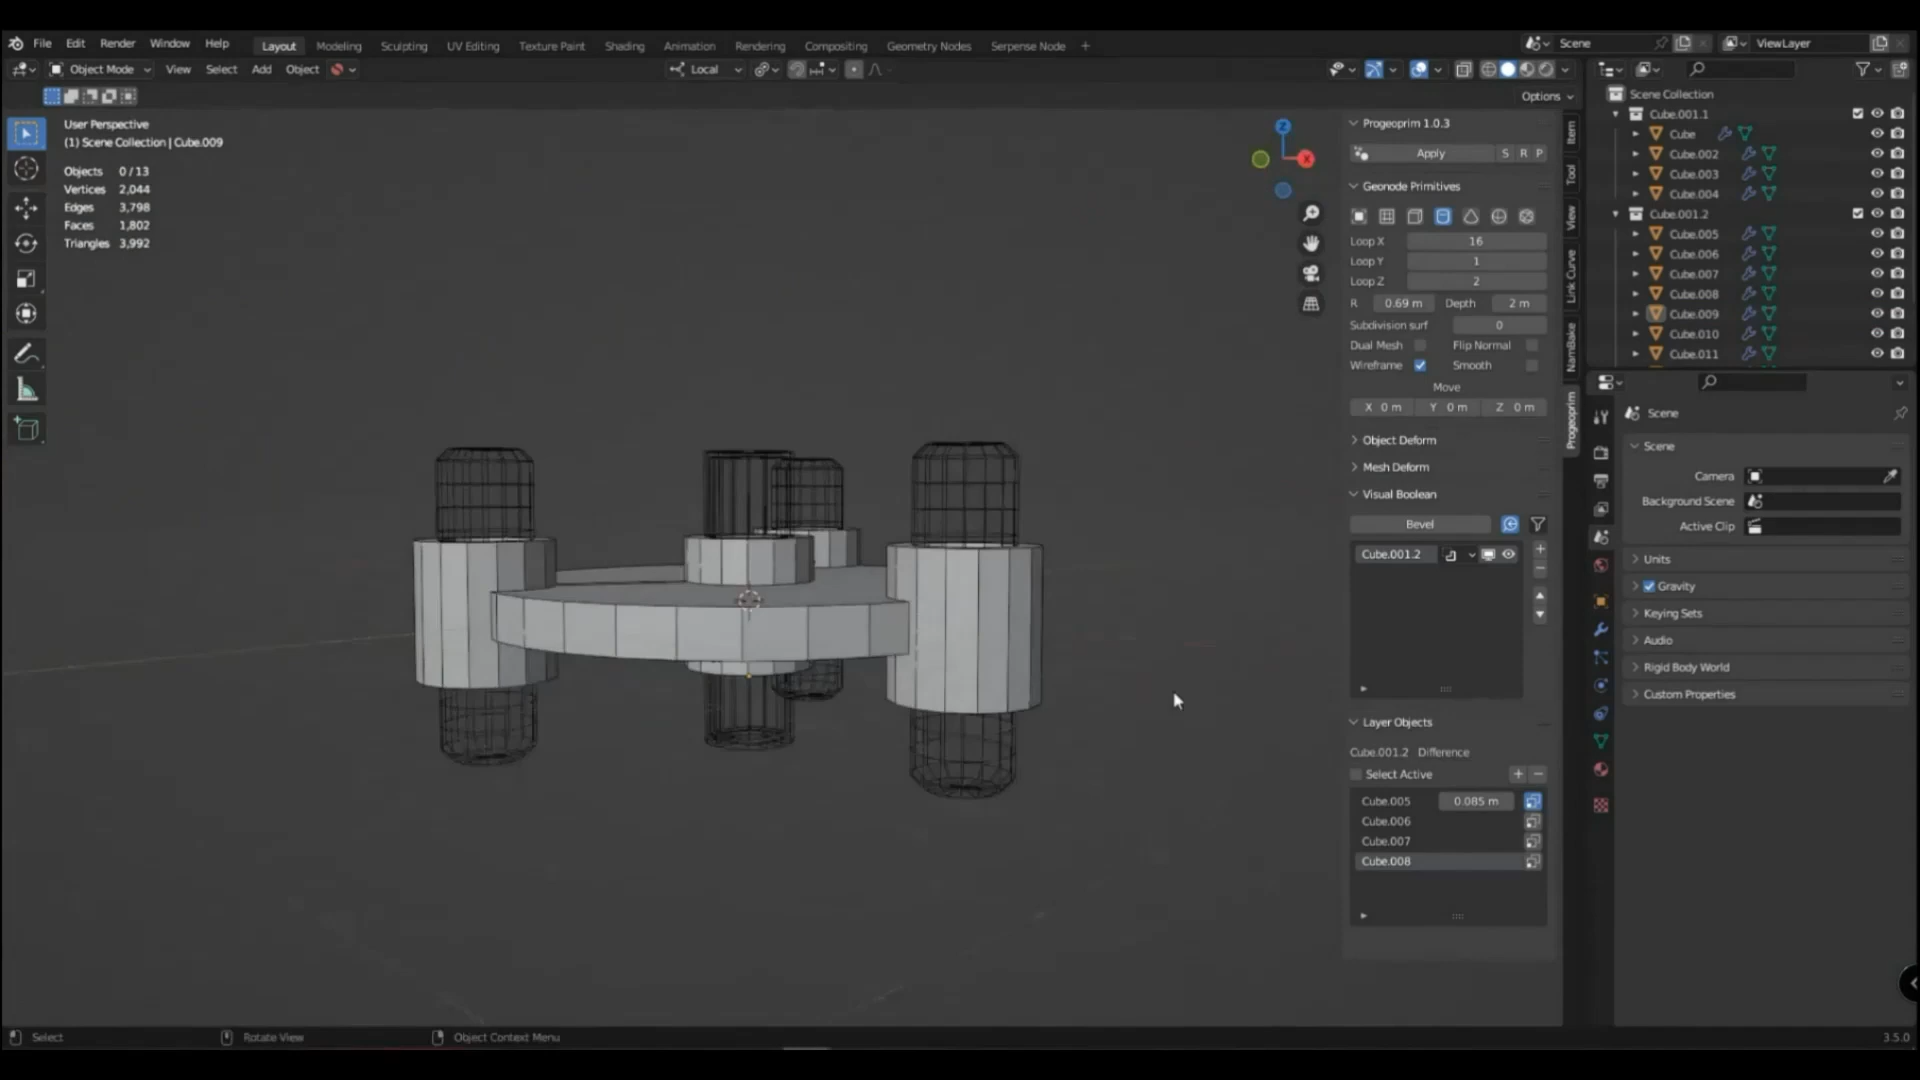 File Edit Render Window Help Layout Modeling Sculpting UV Editing Texture Paint Shading Animation Rendering Compositing Geometry Nodes Serpense Node + Scene ViewLayer
Object Mode View Select Add Object Local
Options
User Perspective
(1) Scene Collection | Cube.009
Objects 0 / 13
Vertices 2,044
Edges 3,798
Faces 1,802
Triangles 3,992
Z
X
Progeoprim 1.0.3
Apply S R P
Geonode Primitives
Loop X 16
Loop Y 1
Loop Z 2
R 0.69 m Depth 2 m
Subdivision surf 0
Dual Mesh Flip Normal
Wireframe Smooth
Move
X 0 m Y 0 m Z 0 m
Object Deform
Mesh Deform
Visual Boolean
Bevel
Cube.001.2
Layer Objects
Cube.001.2 Difference
Select Active
Cube.005 0.085 m
Cube.006
Cube.007
Cube.008
Item
Tool
View
Link Curve
NamBake
Progeoprim
Scene Collection
Cube.001.1
Cube
Cube.002
Cube.003
Cube.004
Cube.001.2
Cube.005
Cube.006
Cube.007
Cube.008
Cube.009
Cube.010
Cube.011
Scene
Scene
Camera
Background Scene
Active Clip
Units
Gravity
Keying Sets
Audio
Rigid Body World
Custom Properties
Select Rotate View Object Context Menu 3.5.0